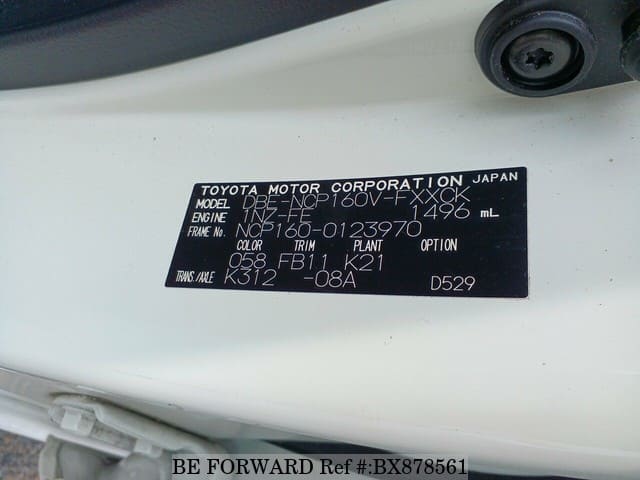 TOYOTA MOTOR CORPORATION JAPAN
MODEL DBE-NCP160V-FXXCK
ENGINE 1NZ-FE 1496 mL
FRAME No. NCP160-0123970
COLOR TRIM PLANT OPTION
058 FB11 K21
TRANS./AXLE K312 -08A D529
BE FORWARD Ref #:BX878561